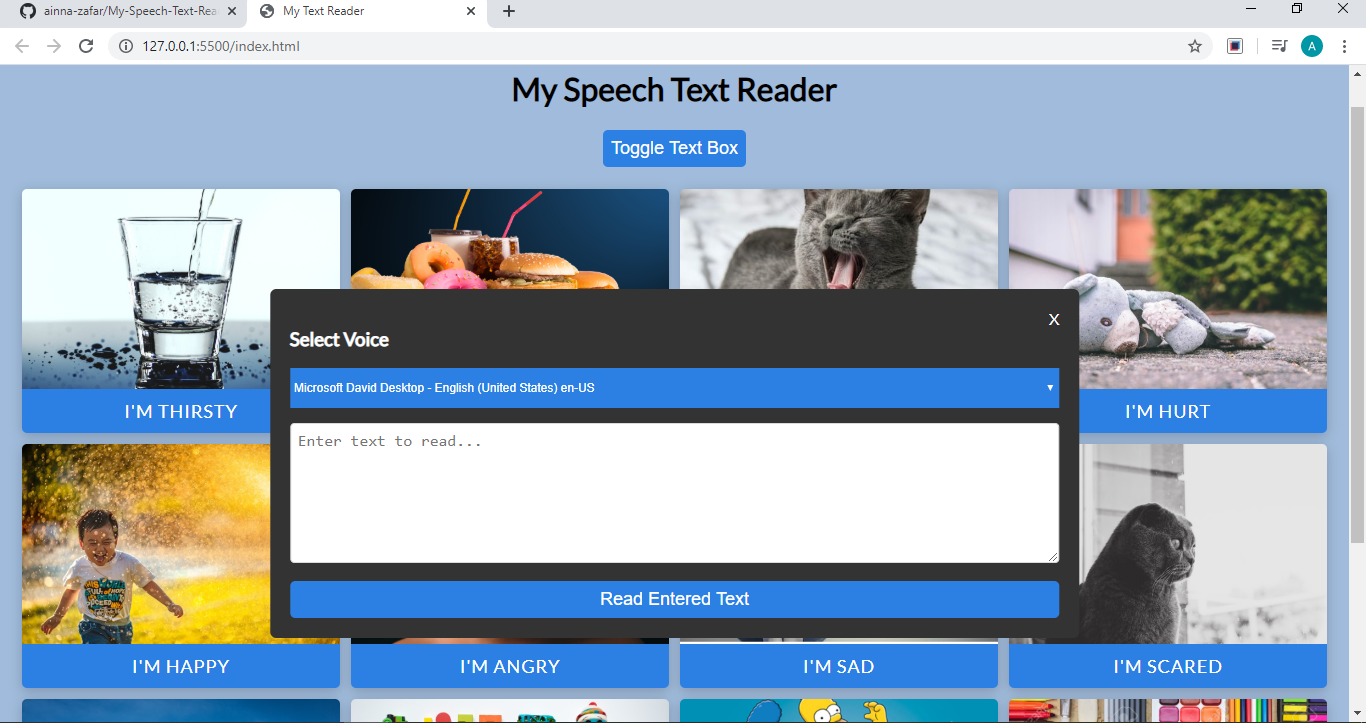 ainna-zafar/My-Speech-Text-Rea
My Text Reader
127.0.0.1:5500/index.html
A
My Speech Text Reader
Toggle Text Box
X
Select Voice
Microsoft David Desktop - English (United States) en-US
Enter text to read...
Read Entered Text
I'M THIRSTY
I'M HURT
I'M HAPPY
I'M ANGRY
I'M SAD
I'M SCARED